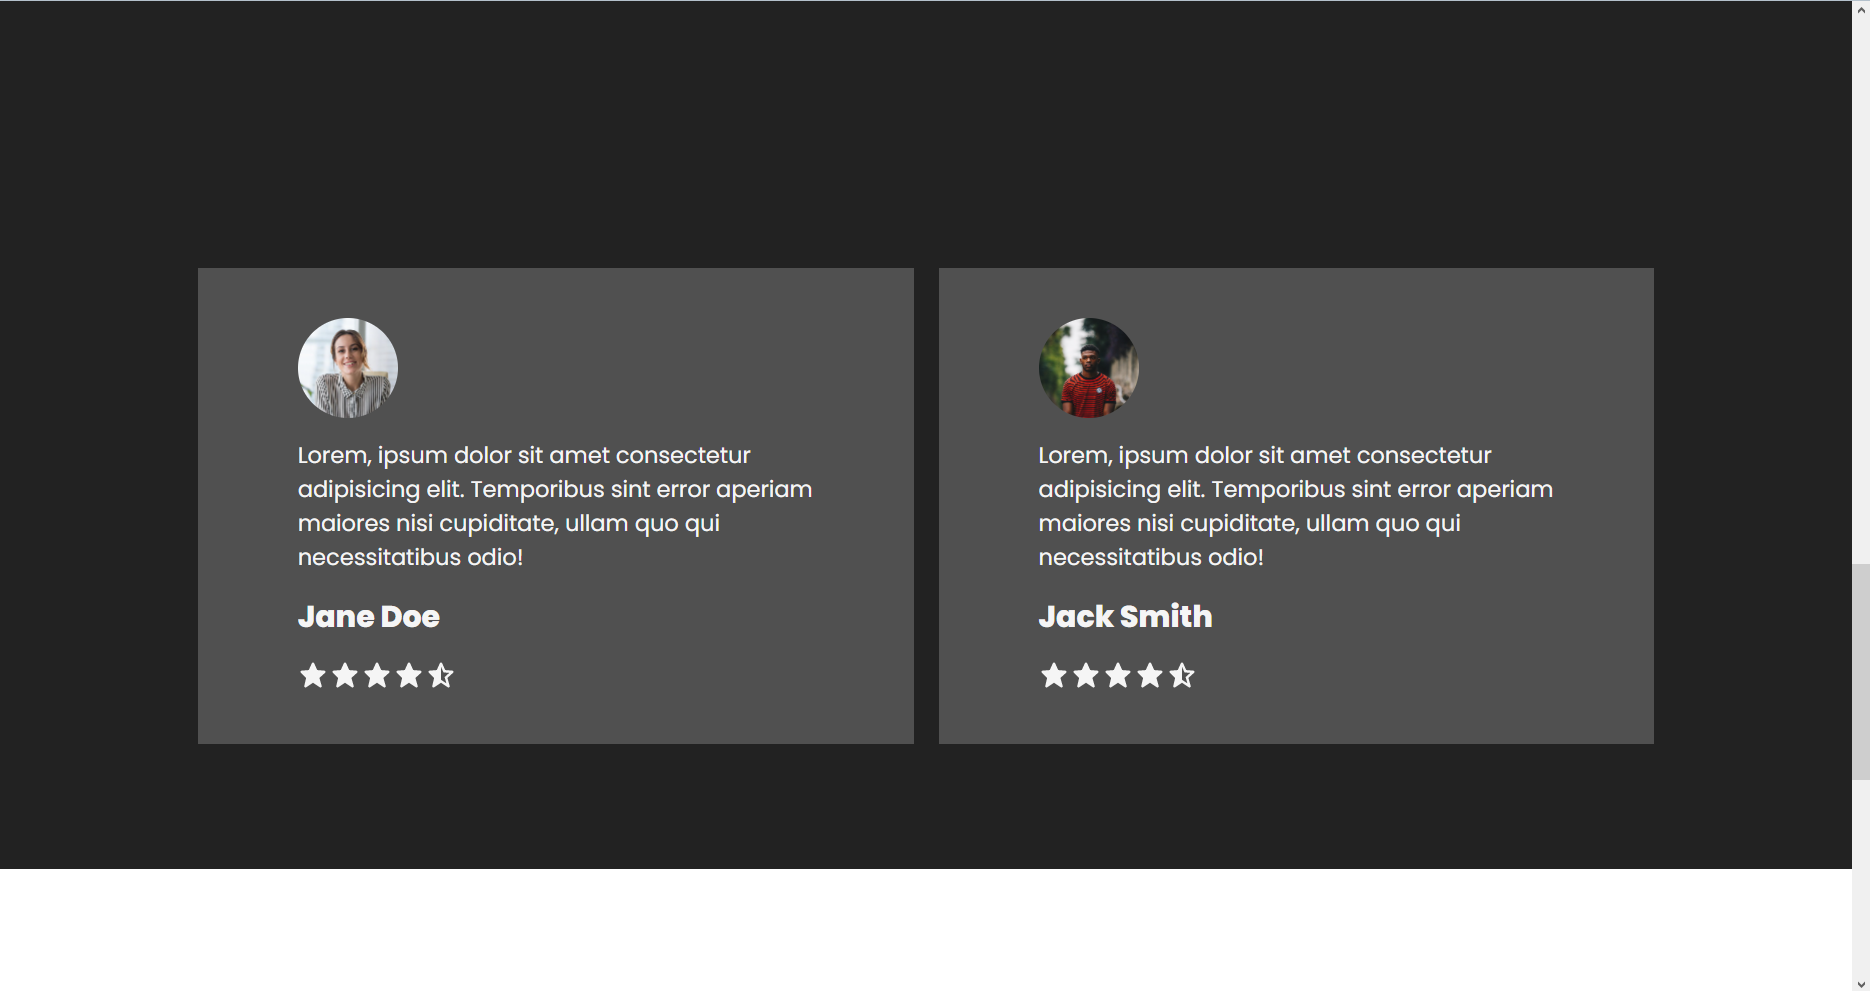 Lorem, ipsum dolor sit amet consectetur
adipisicing elit. Temporibus sint error aperiam
maiores nisi cupiditate, ullam quo qui
necessitatibus odio!
Jane Doe
Lorem, ipsum dolor sit amet consectetur
adipisicing elit. Temporibus sint error aperiam
maiores nisi cupiditate, ullam quo qui
necessitatibus odio!
Jack Smith